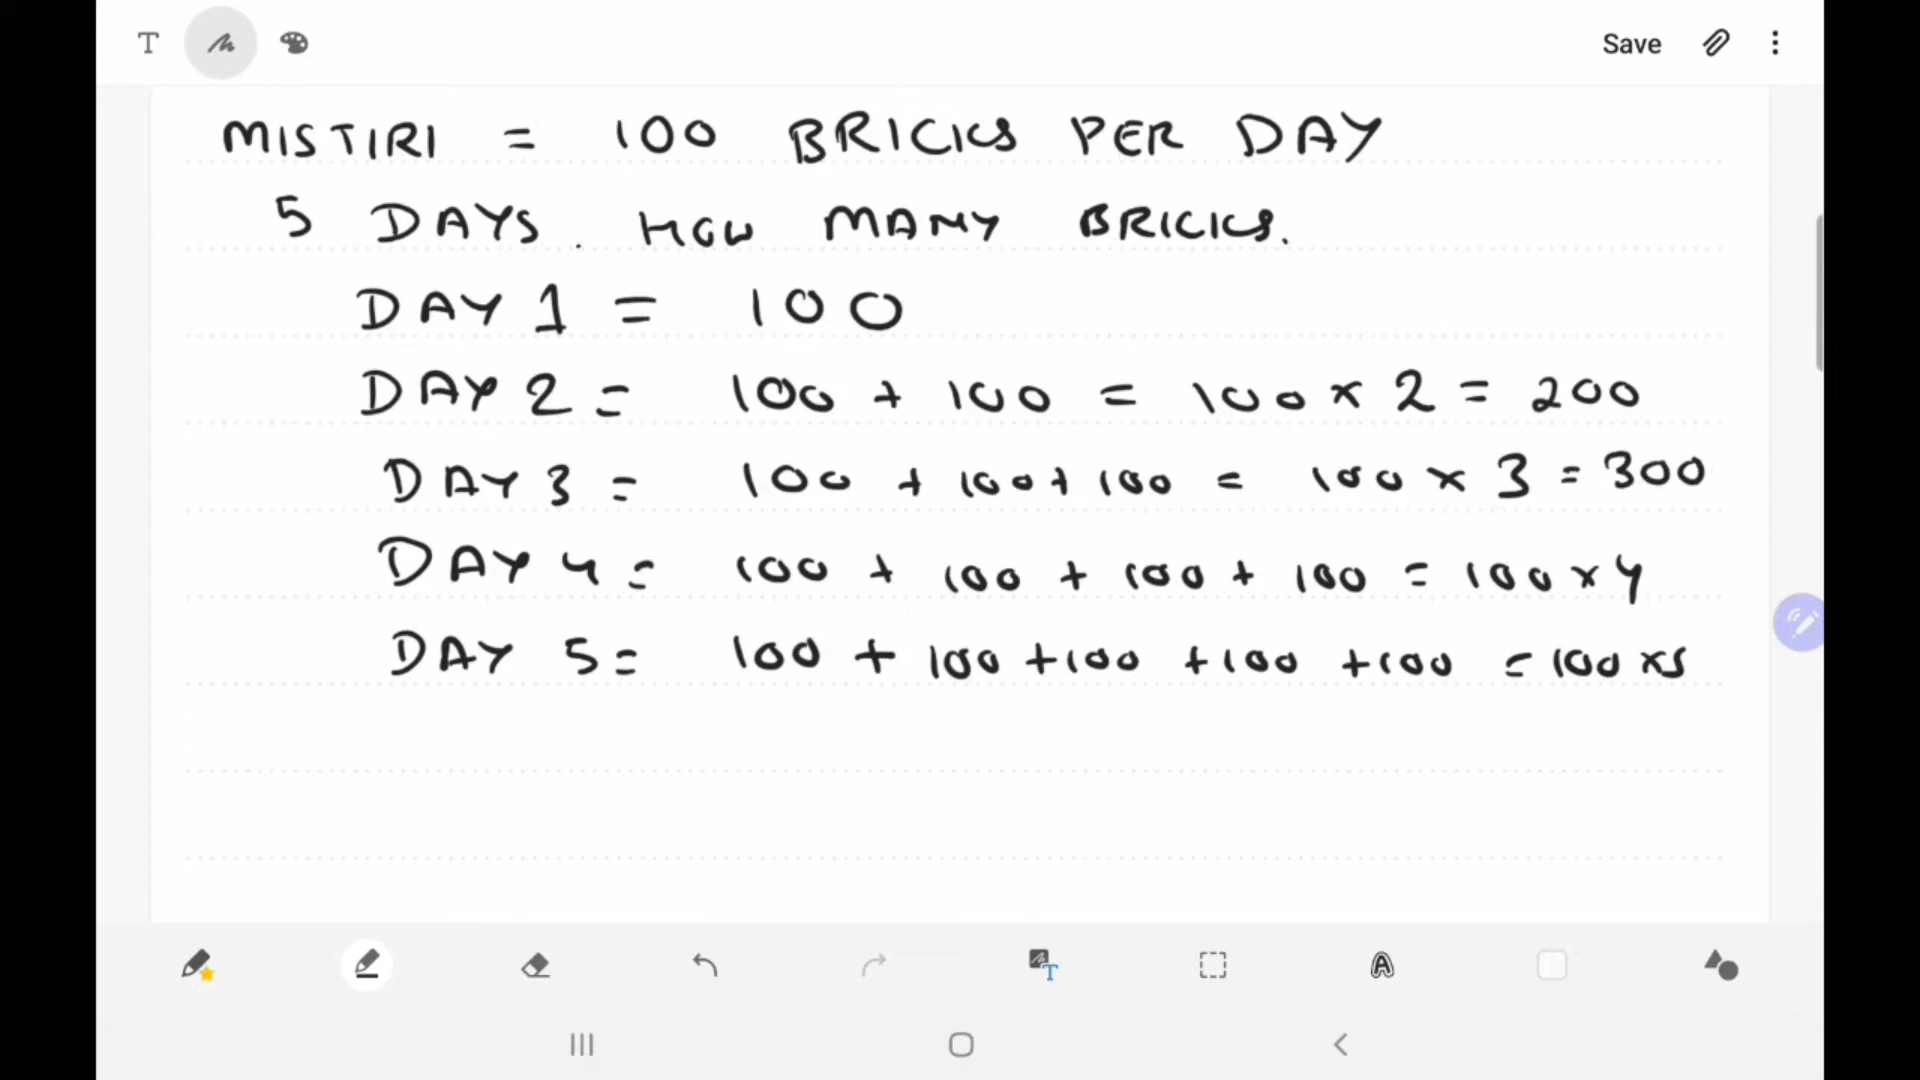 Save
MISTIRI = 100 BRICKS PER DAY
5 DAYS. HOW MANY BRICKS.
DAY 1 = 100
DAY 2 = 100 + 100 = 100 x 2 = 200
DAY 3 = 100 + 100 + 100 = 100 x 3 = 300
DAY 4 = 100 + 100 + 100 + 100 = 100 x 4
DAY 5 = 100 + 100 + 100 + 100 + 100 = 100 x 5